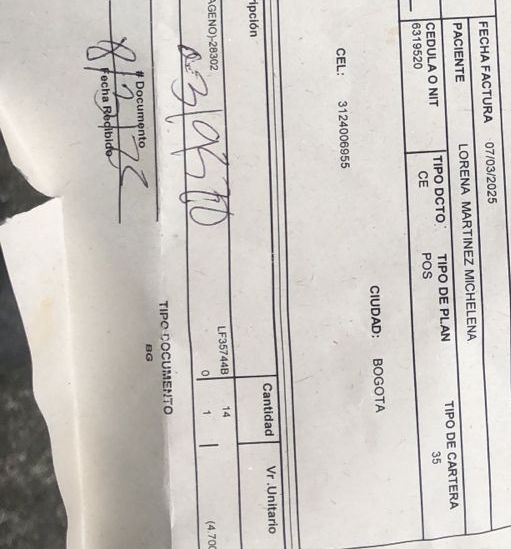 FECHA FACTURA 07/03/2025
PACIENTE LORENA MARTINEZ MICHELENA
CEDULA O NIT TIPO DCTO: TIPO DE PLAN TIPO DE CARTERA
6319520 CE POS 35
CEL: 3124006955 CIUDAD: BOGOTA
ipción Cantidad Vr .Unitario
AGENO)-28302 LF35744B 14
0 1 (4.700
# Documento TIPO DOCUMENTO
Fecha Recibido BG